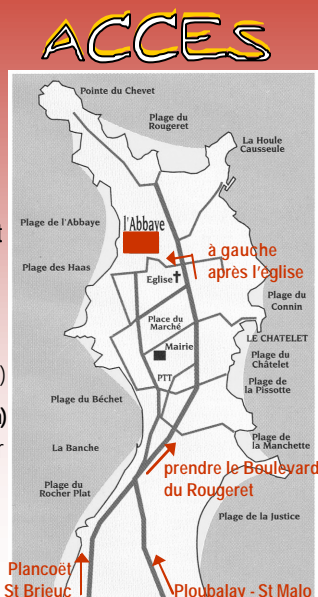 ACCES
Pointe du Chevet
Plage du
Rougeret
La Houle
Causseule
Plage de l'Abbaye
l'Abbaye
t
à gauche
après l'église
Plage des Haas
Eglise
Plage du
Connin
Place du
Marché
LE CHATELET
Mairie
Plage du
Châtelet
)
PTT
Plage de
la Pissotte
Plage du Béchet
)
r
Plage de
la Manchette
La Banche
prendre le Boulevard
du Rougeret
Plage du
Rocher Plat
Plage de la Justice
Plancoët
St Brieuc
Ploubalay - St Malo